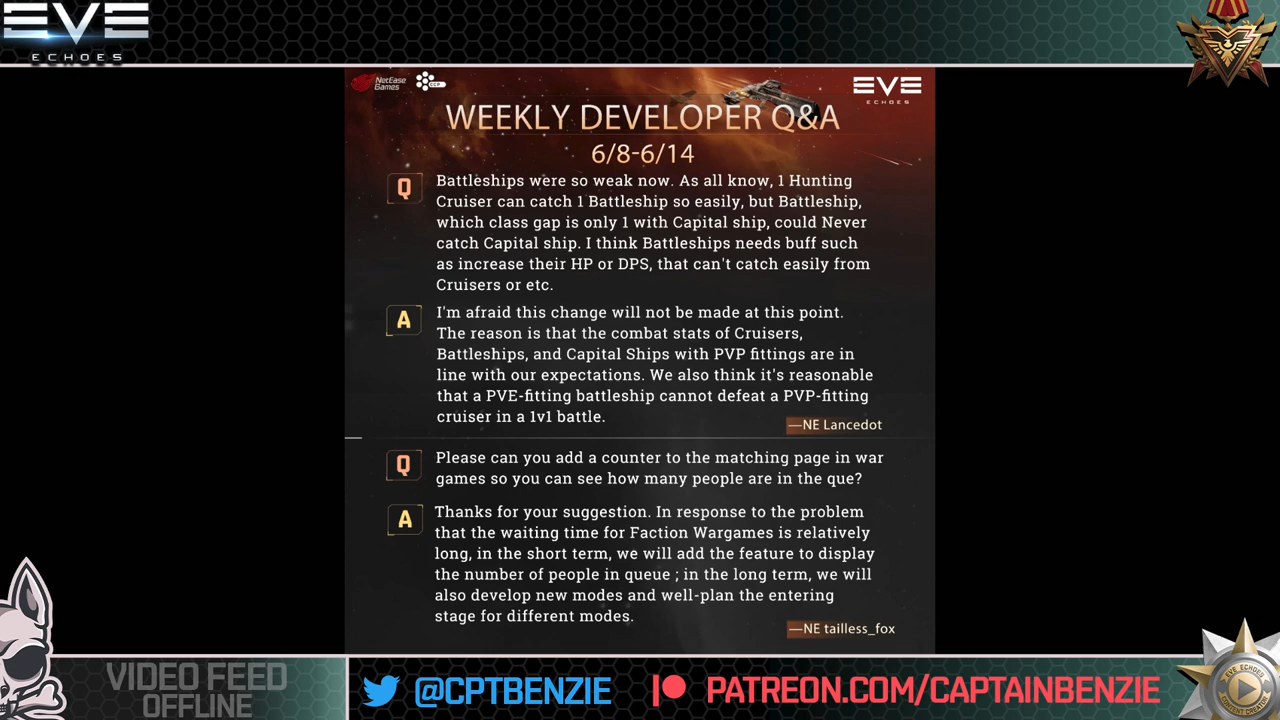 EVE
ECHOES
NetEase
Games
CCP
EVE
ECHOES
WEEKLY DEVELOPER Q&A
6/8-6/14
Q
Battleships were so weak now. As all know, 1 Hunting
Cruiser can catch 1 Battleship so easily, but Battleship,
which class gap is only 1 with Capital ship, could Never
catch Capital ship. I think Battleships needs buff such
as increase their HP or DPS, that can't catch easily from
Cruisers or etc.
A
I'm afraid this change will not be made at this point.
The reason is that the combat stats of Cruisers,
Battleships, and Capital Ships with PVP fittings are in
line with our expectations. We also think it's reasonable
that a PVE-fitting battleship cannot defeat a PVP-fitting
cruiser in a 1v1 battle.
—NE Lancedot
Q
Please can you add a counter to the matching page in war
games so you can see how many people are in the que?
A
Thanks for your suggestion. In response to the problem
that the waiting time for Faction Wargames is relatively
long, in the short term, we will add the feature to display
the number of people in queue ; in the long term, we will
also develop new modes and well-plan the entering
stage for different modes.
—NE tailless_fox
VIDEO FEED
OFFLINE
@CPTBENZIE
PATREON.COM/CAPTAINBENZIE
EVE ECHOES
CONTENT CREATOR